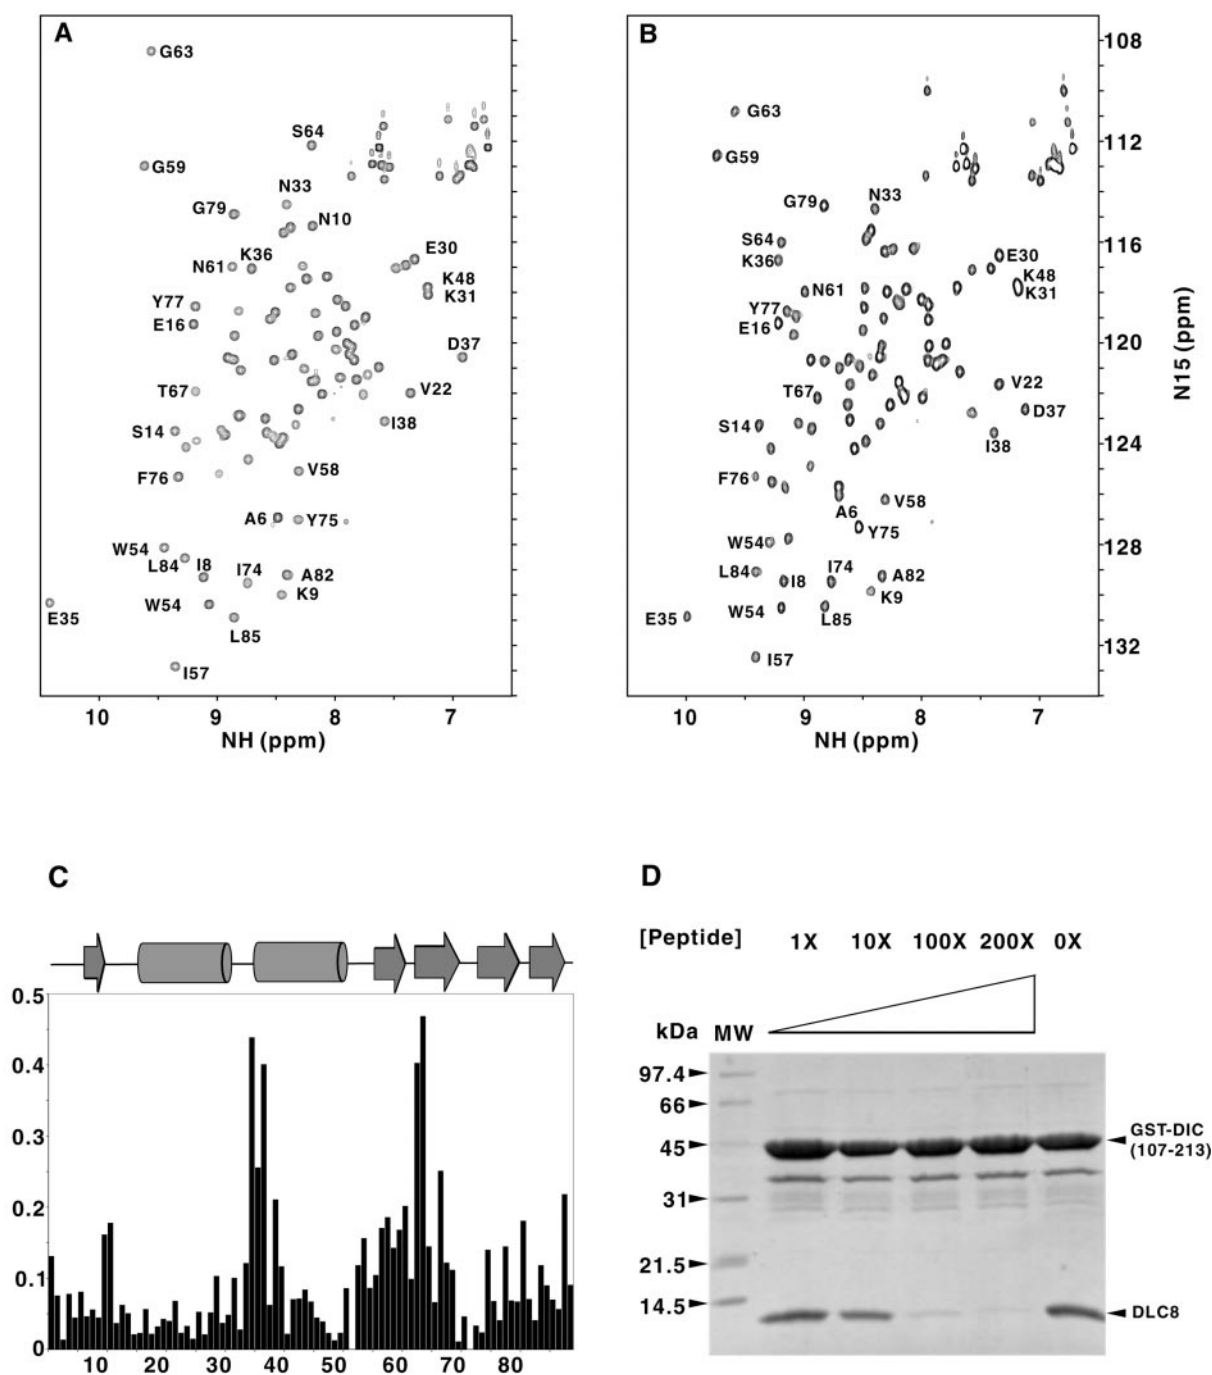 A
G63
S64
G59
N33
G79
N10
K36
E30
N61
K48
K31
Y77
E16
D37
T67
V22
I38
S14
V58
F76
A6
Y75
W54
L84
I8
I74
A82
K9
W54
E35
L85
I57
10 9 8 7
NH (ppm)
B
G63
G59
N33
G79
S64
K36
E30
N61
K48
K31
Y77
E16
T67
V22
D37
S14
I38
F76
V58
A6
Y75
W54
L84
I8
I74
A82
K9
E35
W54
L85
I57
10 9 8 7
NH (ppm)
108
112
116
120
124
128
132
N15 (ppm)
C
0.5
0.4
0.3
0.2
0.1
0
10 20 30 40 50 60 70 80
D
[Peptide] 1X 10X 100X 200X 0X
kDa MW
97.4
66
45
31
21.5
14.5
GST-DIC
(107-213)
DLC8